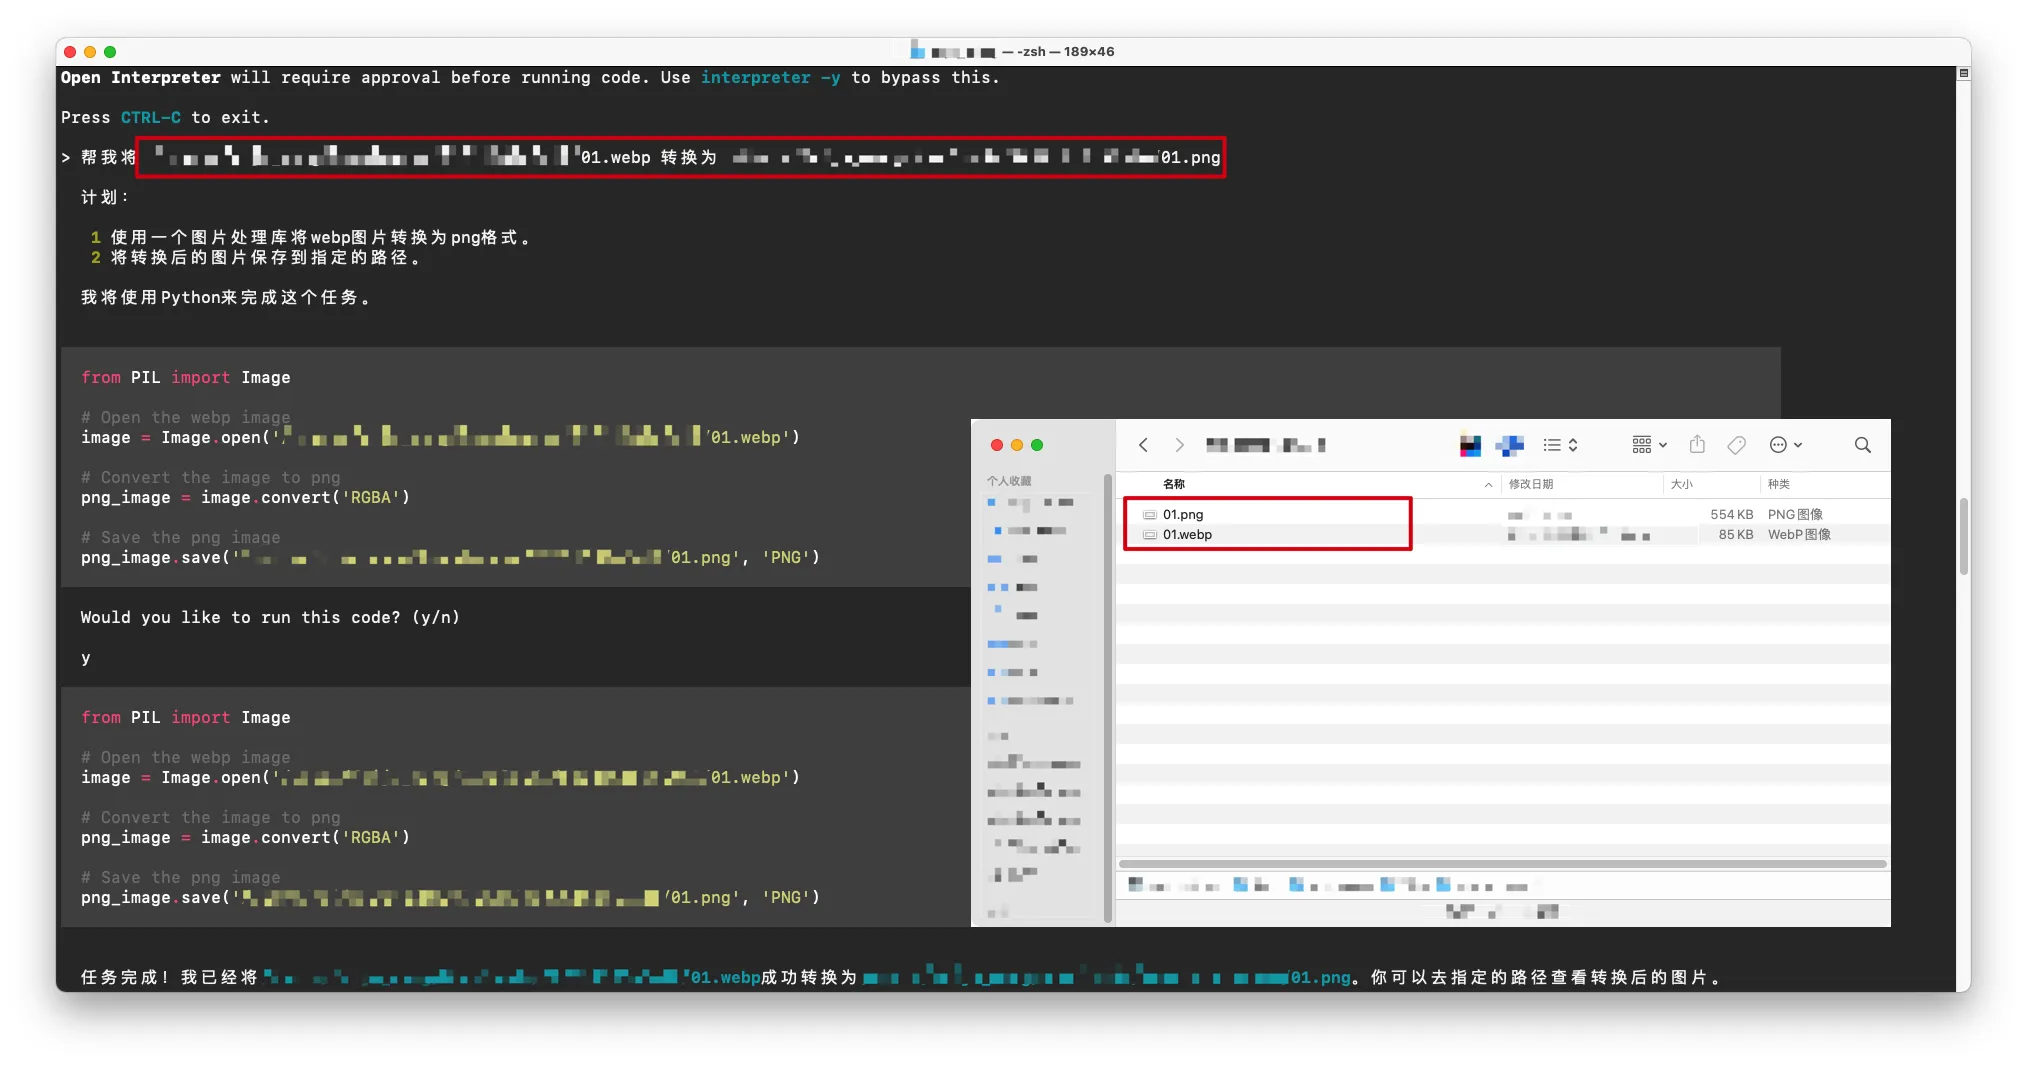 — -zsh — 189×46
Open Interpreter will require approval before running code. Use interpreter -y to bypass this.
Press CTRL-C to exit.
> 帮我将 01.webp 转换为 /01.png
计划：
1 使用一个图片处理库将webp图片转换为png格式。
2 将转换后的图片保存到指定的路径。
我将使用Python来完成这个任务。
from PIL import Image
# Open the webp image
image = Image.open('/01.webp')
# Convert the image to png
png_image = image.convert('RGBA')
# Save the png image
png_image.save('/01.png', 'PNG')
Would you like to run this code? (y/n)
y
from PIL import Image
# Open the webp image
image = Image.open('/01.webp')
# Convert the image to png
png_image = image.convert('RGBA')
# Save the png image
png_image.save('/01.png', 'PNG')
任务完成！我已经将 /01.webp成功转换为 /01.png。你可以去指定的路径查看转换后的图片。
个人收藏
名称 修改日期 大小 种类
01.png 554 KB PNG图像
01.webp 85 KB WebP图像